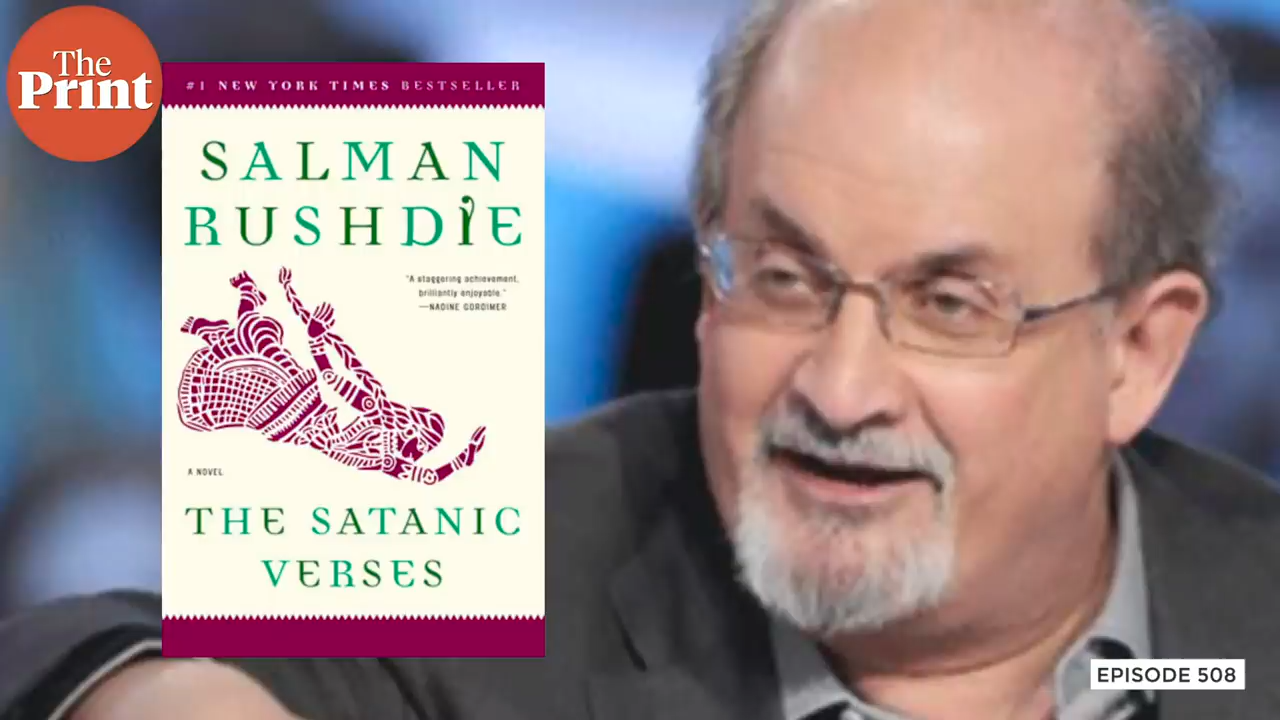 The
Print
#1 NEW YORK TIMES BESTSELLER
SALMAN
RUSHDIE
"A staggering achievement,
brilliantly enjoyable."
—NADINE GORDIMER
A NOVEL
THE SATANIC
VERSES
EPISODE 508